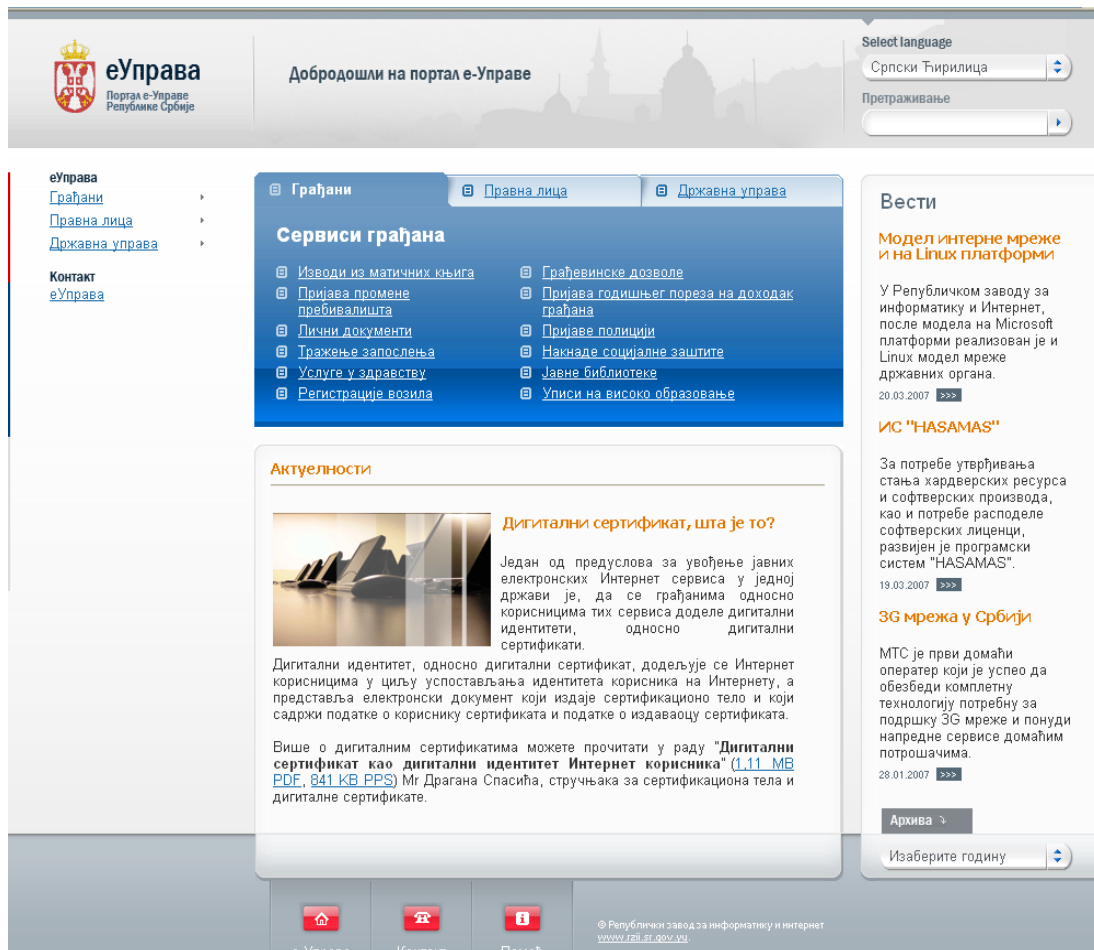 еУправа
Портал е-Управе
Републике Србије
Добродошли на портал е-Управе
Select language
Српски Ћирилица
Претраживање
еУправа
Грађани
Правна лица
Државна управа
Контакт
еУправа
Грађани
Правна лица
Државна управа
Сервиси грађана
Изводи из матичних књига
Пријава промене
пребивалишта
Лични документи
Тражење запослења
Услуге у здравству
Регистрације возила
Грађевинске дозволе
Пријава годишњег пореза на доходак
грађана
Пријаве полицији
Накнаде социјалне заштите
Јавне библиотеке
Уписи на високо образовање
Актуелности
Дигитални сертификат, шта је то?
Један од предуслова за увођење јавних
електронских Интернет сервиса у једној
држави је, да се грађанима односно
корисницима тих сервиса доделе дигитални
идентитети, односно дигитални
сертификати.
Дигитални идентитет, односно дигитални сертификат, додељује се Интернет
корисницима у циљу успостављања идентитета корисника на Интернету, а
представља електронски документ који издаје сертификационо тело и који
садржи податке о кориснику сертификата и податке о издаваоцу сертификата.
Више о дигиталним сертификатима можете прочитати у раду "Дигитални
сертификат као дигитални идентитет Интернет корисника" (1,11 MB
PDF, 841 KB PPS) Мr Драгана Спасића, стручњака за сертификациона тела и
дигиталне сертификате.
Вести
Модел интерне мреже
и на Linux платформи
У Републичком заводу за
информатику и Интернет,
после модела на Microsoft
платформи реализован је и
Linux модел мреже
државних органа.
20.03.2007 >>>
ИС "HASAMAS"
За потребе утврђивања
стања хардверских ресурса
и софтверских производа,
као и потребе расподеле
софтверских лиценци,
развијен је програмски
систем "HASAMAS".
19.03.2007 >>>
3G мрежа у Србији
МТС је први домаћи
оператер који је успео да
обезбеди комплетну
технологију потребну за
подршку 3G мреже и понуди
напредне сервисе домаћим
потрошачима.
28.01.2007 >>>
Архива
Изаберите годину
е-Управа
Контакт
Помоћ
© Републички завод за информатику и интернет
www.rzii.sr.gov.yu.